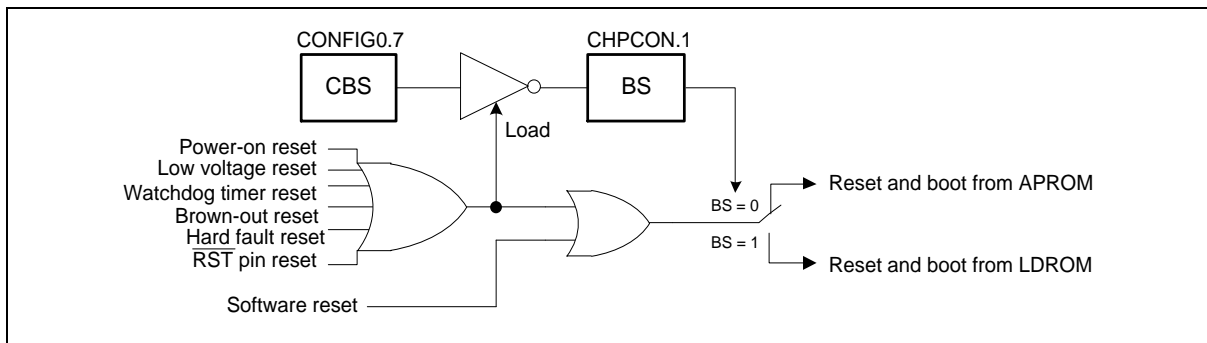 CONFIG0.7
CHPCON.1
CBS
BS
Load
Power-on reset
Low voltage reset
Watchdog timer reset
Brown-out reset
Hard fault reset
RST pin reset
Software reset
BS = 0
BS = 1
Reset and boot from APROM
Reset and boot from LDROM